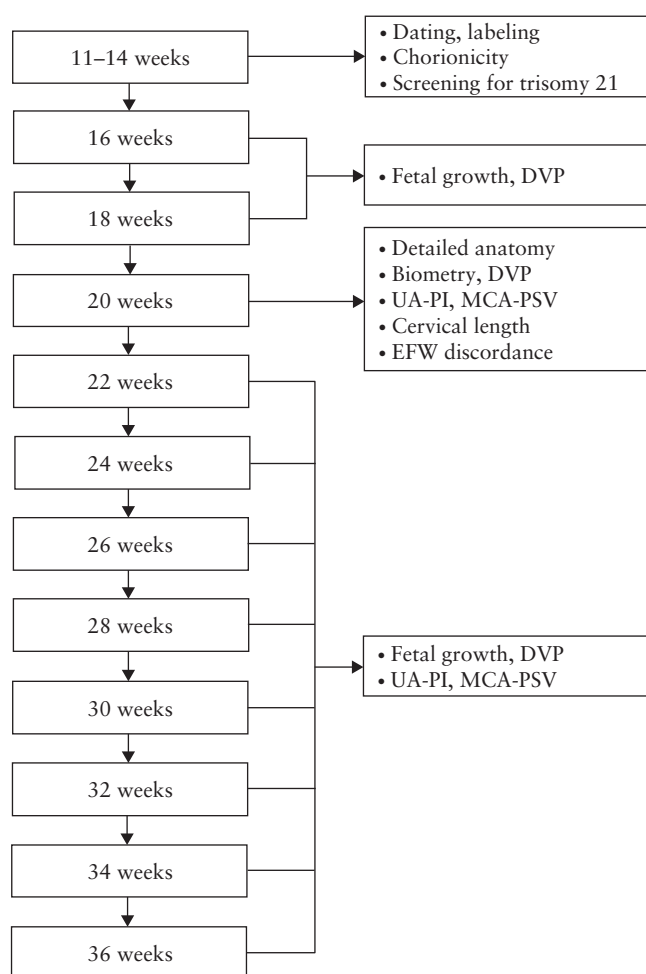 11–14 weeks
• Dating, labeling
• Chorionicity
• Screening for trisomy 21
16 weeks
18 weeks
• Fetal growth, DVP
20 weeks
• Detailed anatomy
• Biometry, DVP
• UA-PI, MCA-PSV
• Cervical length
• EFW discordance
22 weeks
24 weeks
26 weeks
28 weeks
30 weeks
32 weeks
34 weeks
36 weeks
• Fetal growth, DVP
• UA-PI, MCA-PSV